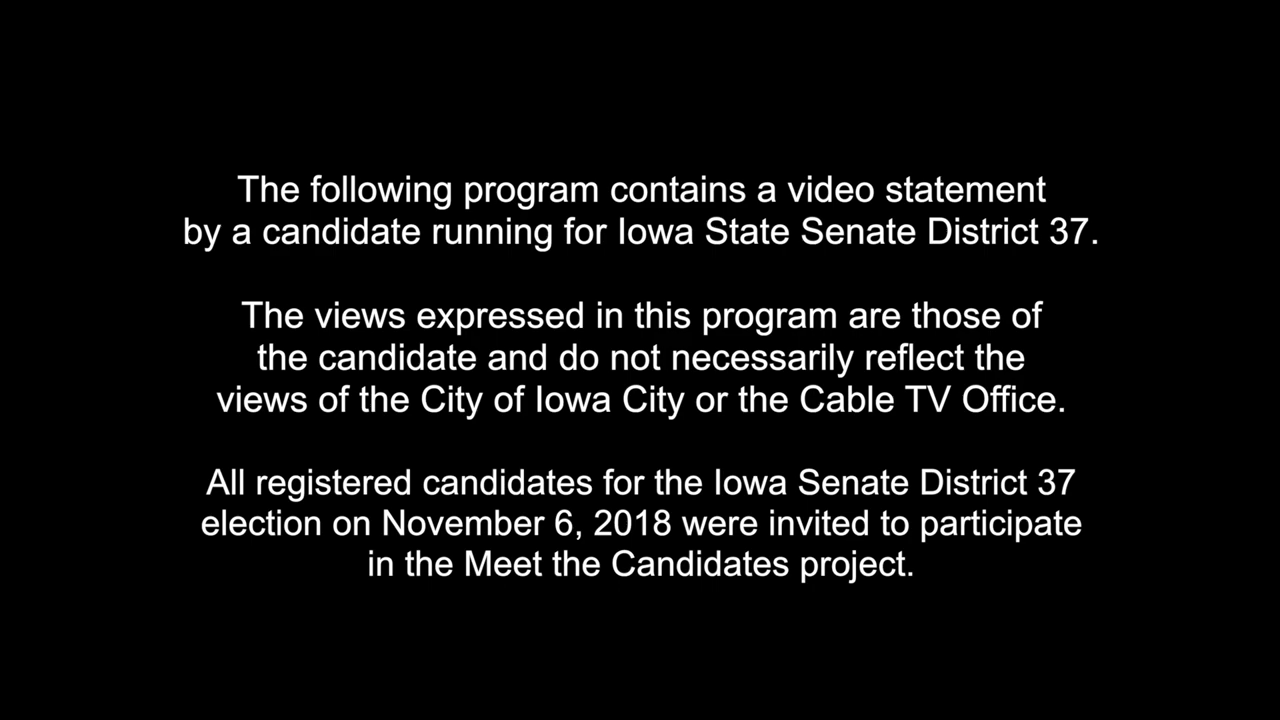 The following program contains a video statement
by a candidate running for Iowa State Senate District 37.
The views expressed in this program are those of
the candidate and do not necessarily reflect the
views of the City of Iowa City or the Cable TV Office.
All registered candidates for the Iowa Senate District 37
election on November 6, 2018 were invited to participate
in the Meet the Candidates project.